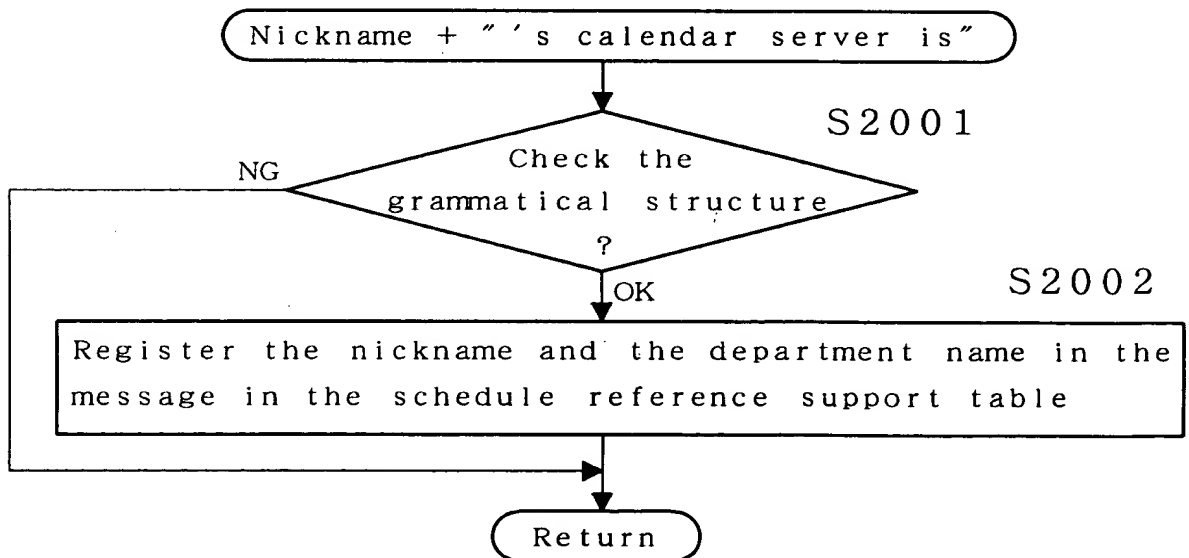 Nickname + "'s calendar server is"
S2001
NG
Check the
grammatical structure
?
OK
S2002
Register the nickname and the department name in the
message in the schedule reference support table
Return